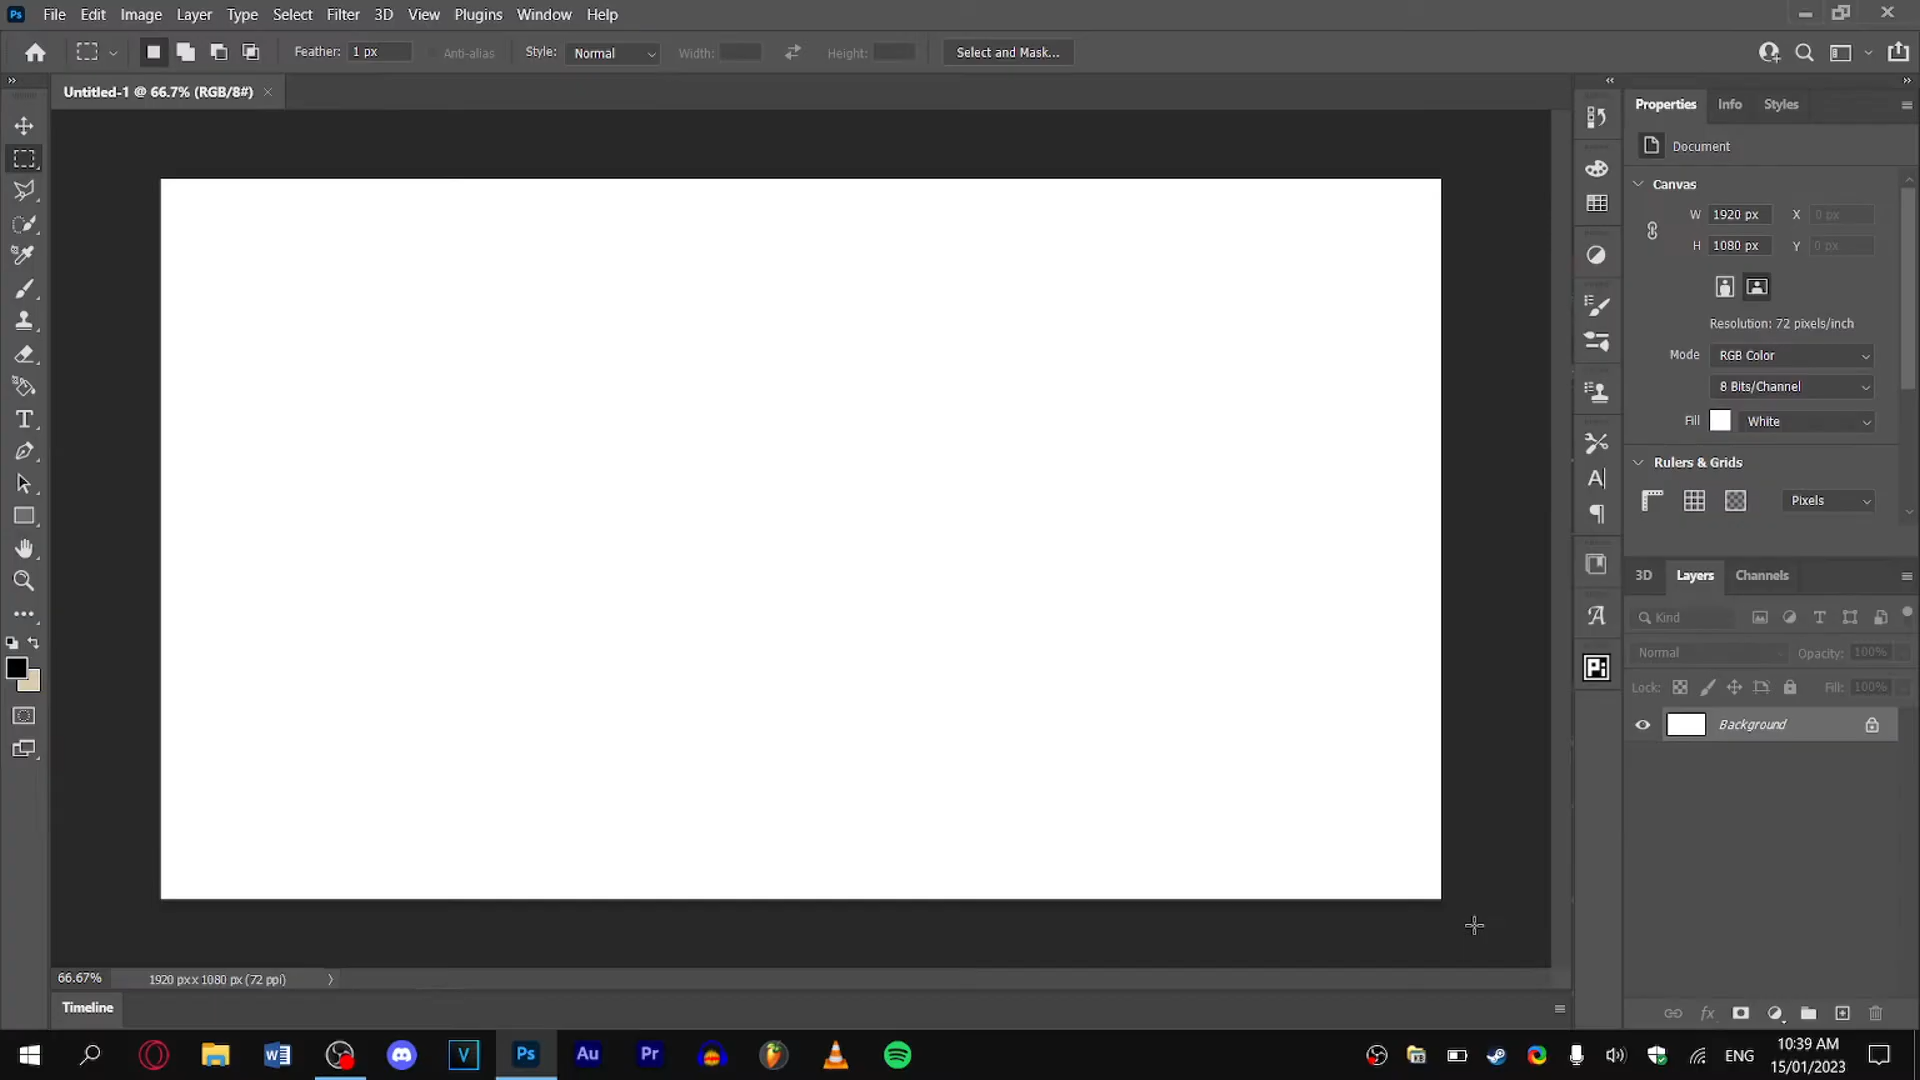 Ps File Edit Image Layer Type Select Filter 3D View Plugins Window Help
Feather: 1 px Anti-alias Style: Normal Width: Height: Select and Mask...
Untitled-1 @ 66.7% (RGB/8#)
Properties Info Styles
Document
Canvas
W 1920 px X 0 px
H 1080 px Y 0 px
Resolution: 72 pixels/inch
Mode RGB Color
8 Bits/Channel
Fill White
Rulers & Grids
Pixels
3D Layers Channels
Kind
Normal Opacity: 100%
Lock: Fill: 100%
Background
66.67% 1920 px x 1080 px (72 ppi)
Timeline
Ps Au Pr
ENG
10:39 AM
15/01/2023